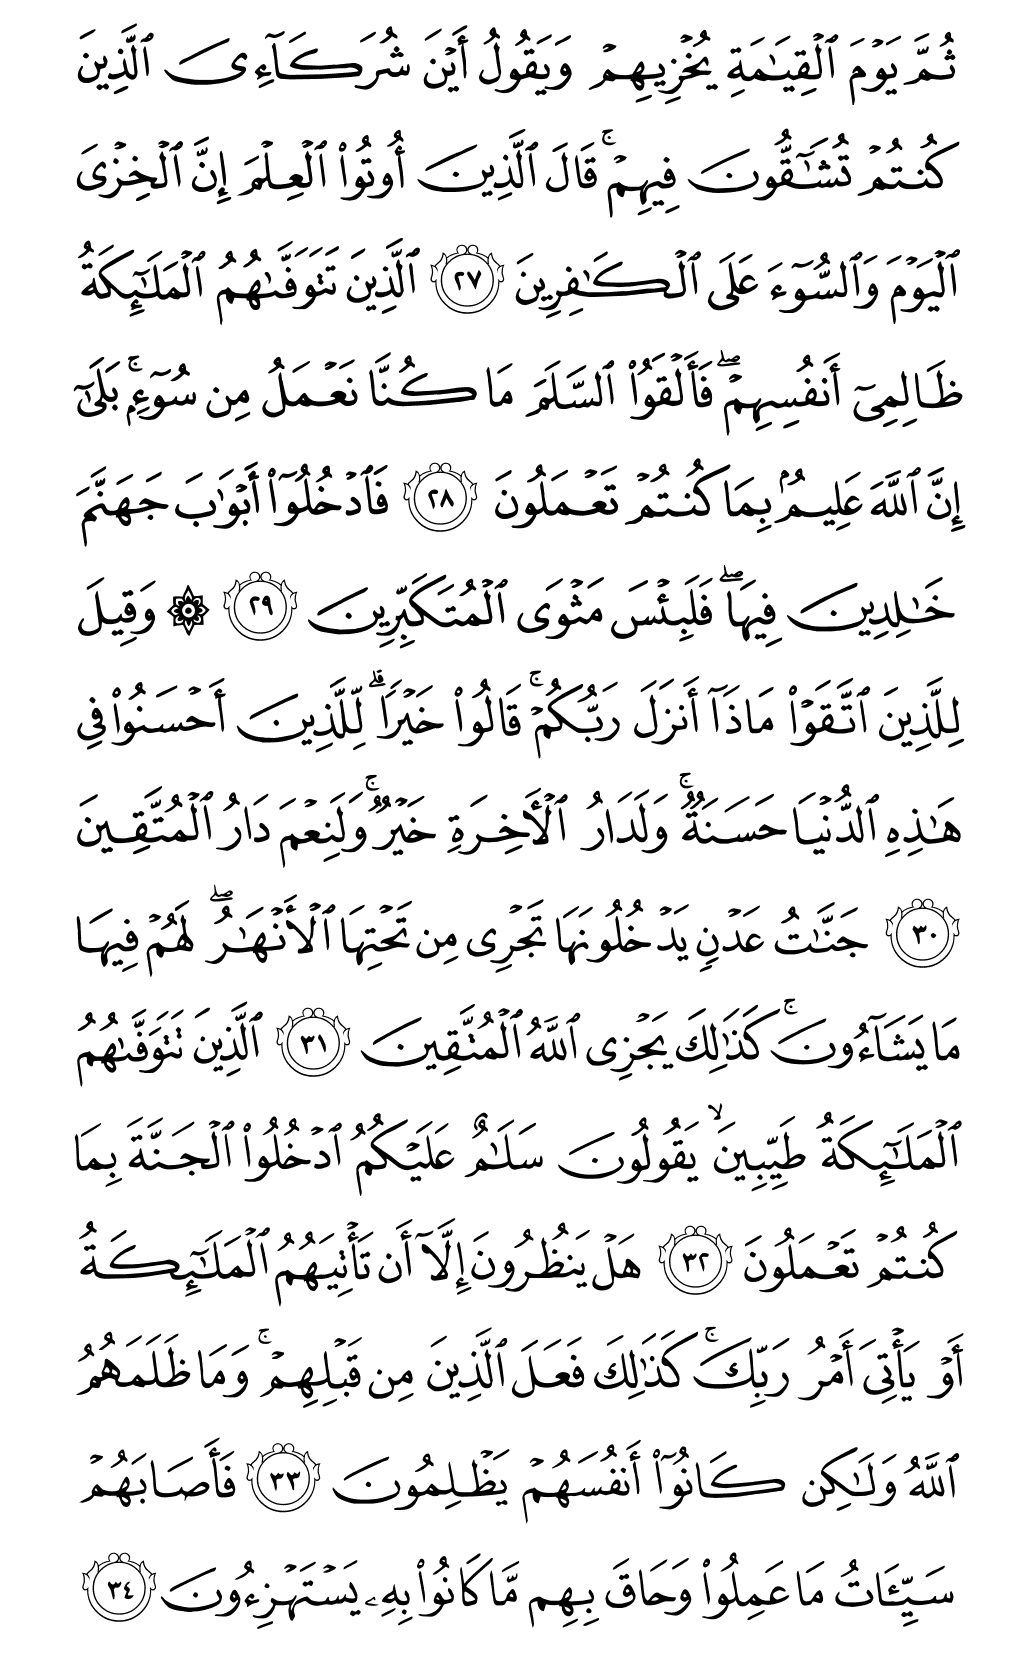 ثُمَّ يَوْمَ ٱلْقِيَٰمَةِ يُخْزِيهِمْ وَيَقُولُ أَيْنَ شُرَكَآءِىَ ٱلَّذِينَ
كُنتُمْ تُشَٰٓقُّونَ فِيهِمْ ۚ قَالَ ٱلَّذِينَ أُوتُوا۟ ٱلْعِلْمَ إِنَّ ٱلْخِزْىَ
ٱلْيَوْمَ وَٱلسُّوٓءَ عَلَى ٱلْكَٰفِرِينَ ٢٧ ٱلَّذِينَ تَتَوَفَّىٰهُمُ ٱلْمَلَٰٓئِكَةُ
ظَالِمِىٓ أَنفُسِهِمْ ۖ فَأَلْقَوُا۟ ٱلسَّلَمَ مَا كُنَّا نَعْمَلُ مِن سُوٓءٍۭ ۚ بَلَىٰٓ
إِنَّ ٱللَّهَ عَلِيمٌۢ بِمَا كُنتُمْ تَعْمَلُونَ ٢٨ فَٱدْخُلُوٓا۟ أَبْوَٰبَ جَهَنَّمَ
خَٰلِدِينَ فِيهَا ۖ فَلَبِئْسَ مَثْوَى ٱلْمُتَكَبِّرِينَ ٢٩ ۞ وَقِيلَ
لِلَّذِينَ ٱتَّقَوْا۟ مَاذَآ أَنزَلَ رَبُّكُمْ ۚ قَالُوا۟ خَيْرًا ۗ لِّلَّذِينَ أَحْسَنُوا۟ فِى
هَٰذِهِ ٱلدُّنْيَا حَسَنَةٌ ۚ وَلَدَارُ ٱلْءَاخِرَةِ خَيْرٌ ۚ وَلَنِعْمَ دَارُ ٱلْمُتَّقِينَ
٣٠ جَنَّٰتُ عَدْنٍ يَدْخُلُونَهَا تَجْرِى مِن تَحْتِهَا ٱلْأَنْهَٰرُ ۖ لَهُمْ فِيهَا
مَا يَشَآءُونَ ۚ كَذَٰلِكَ يَجْزِى ٱللَّهُ ٱلْمُتَّقِينَ ٣١ ٱلَّذِينَ تَتَوَفَّىٰهُمُ
ٱلْمَلَٰٓئِكَةُ طَيِّبِينَ ۙ يَقُولُونَ سَلَٰمٌ عَلَيْكُمُ ٱدْخُلُوا۟ ٱلْجَنَّةَ بِمَا
كُنتُمْ تَعْمَلُونَ ٣٢ هَلْ يَنظُرُونَ إِلَّآ أَن تَأْتِيَهُمُ ٱلْمَلَٰٓئِكَةُ
أَوْ يَأْتِىَ أَمْرُ رَبِّكَ ۚ كَذَٰلِكَ فَعَلَ ٱلَّذِينَ مِن قَبْلِهِمْ ۚ وَمَا ظَلَمَهُمُ
ٱللَّهُ وَلَٰكِن كَانُوٓا۟ أَنفُسَهُمْ يَظْلِمُونَ ٣٣ فَأَصَابَهُمْ
سَيِّـَٔاتُ مَا عَمِلُوا۟ وَحَاقَ بِهِم مَّا كَانُوا۟ بِهِۦ يَسْتَهْزِءُونَ ٣٤